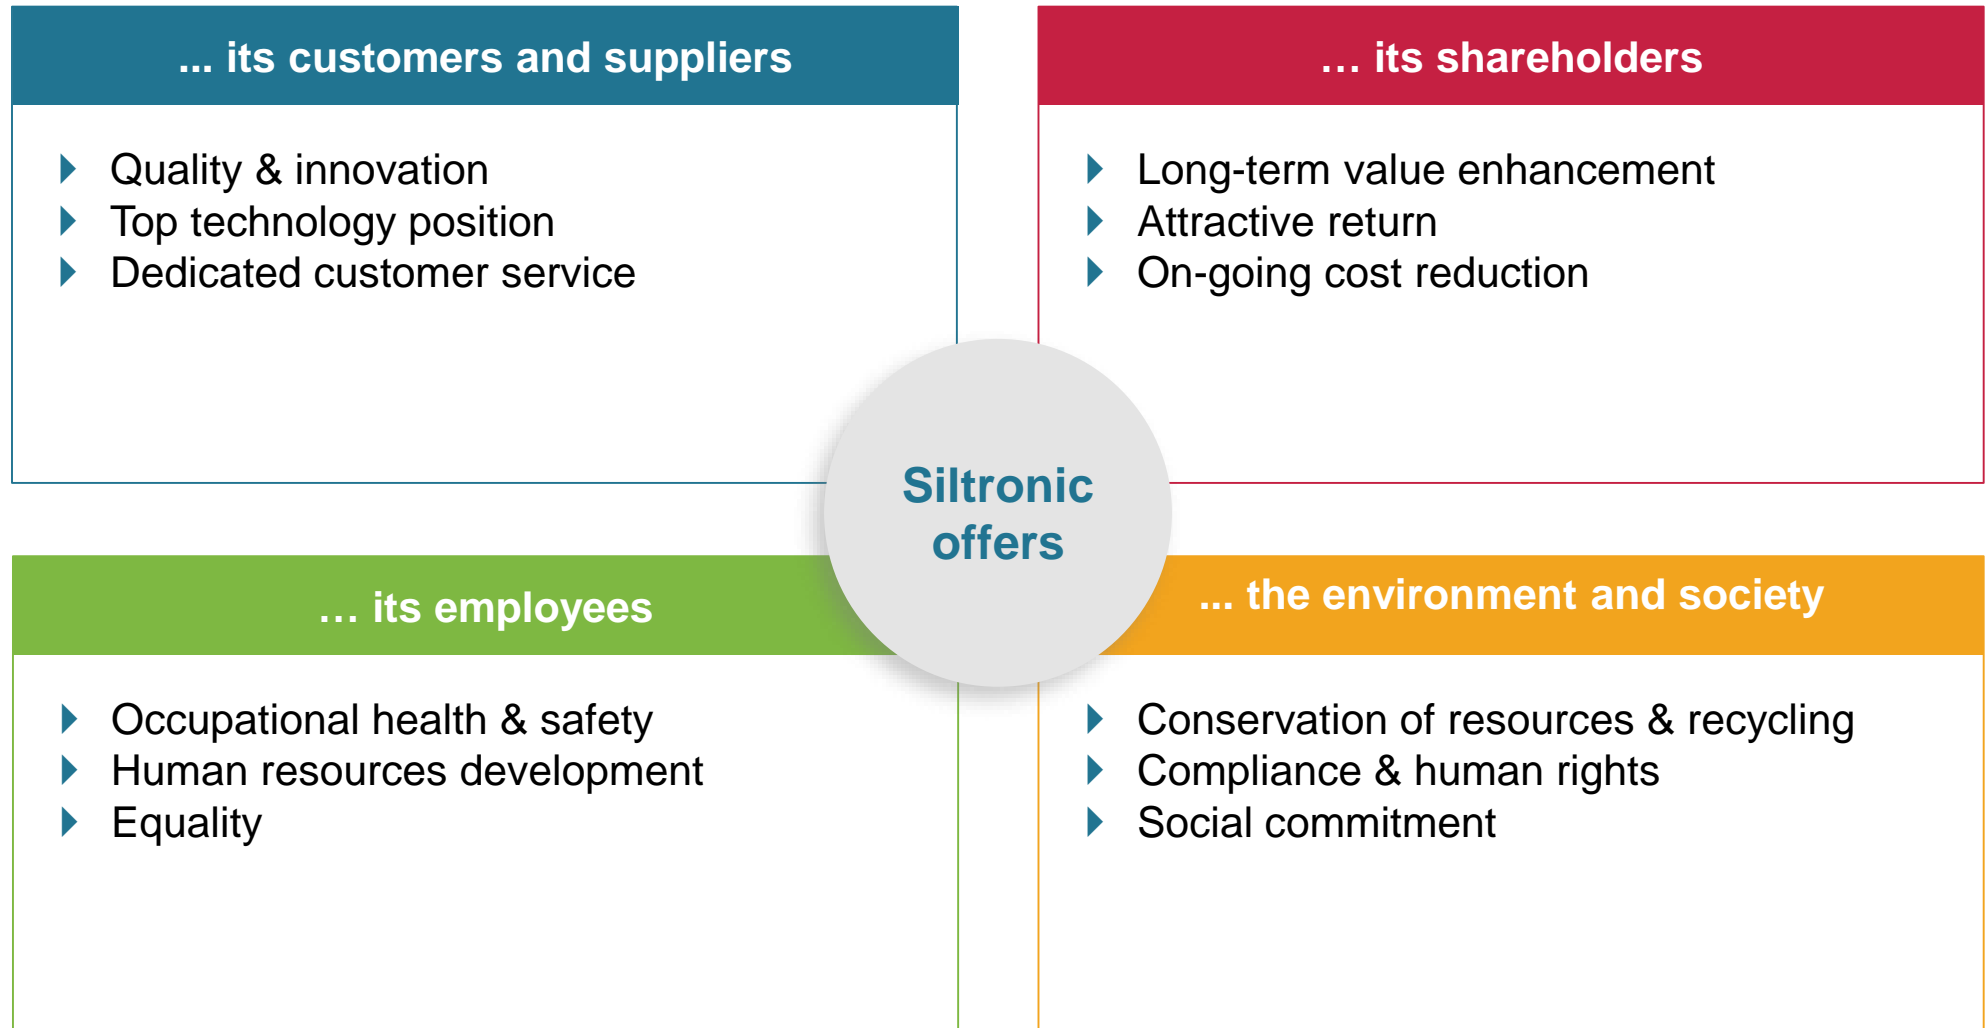 ... its customers and suppliers
Quality & innovation
Top technology position
Dedicated customer service
… its shareholders
Long-term value enhancement
Attractive return
On-going cost reduction
Siltronic
offers
… its employees
Occupational health & safety
Human resources development
Equality
... the environment and society
Conservation of resources & recycling
Compliance & human rights
Social commitment